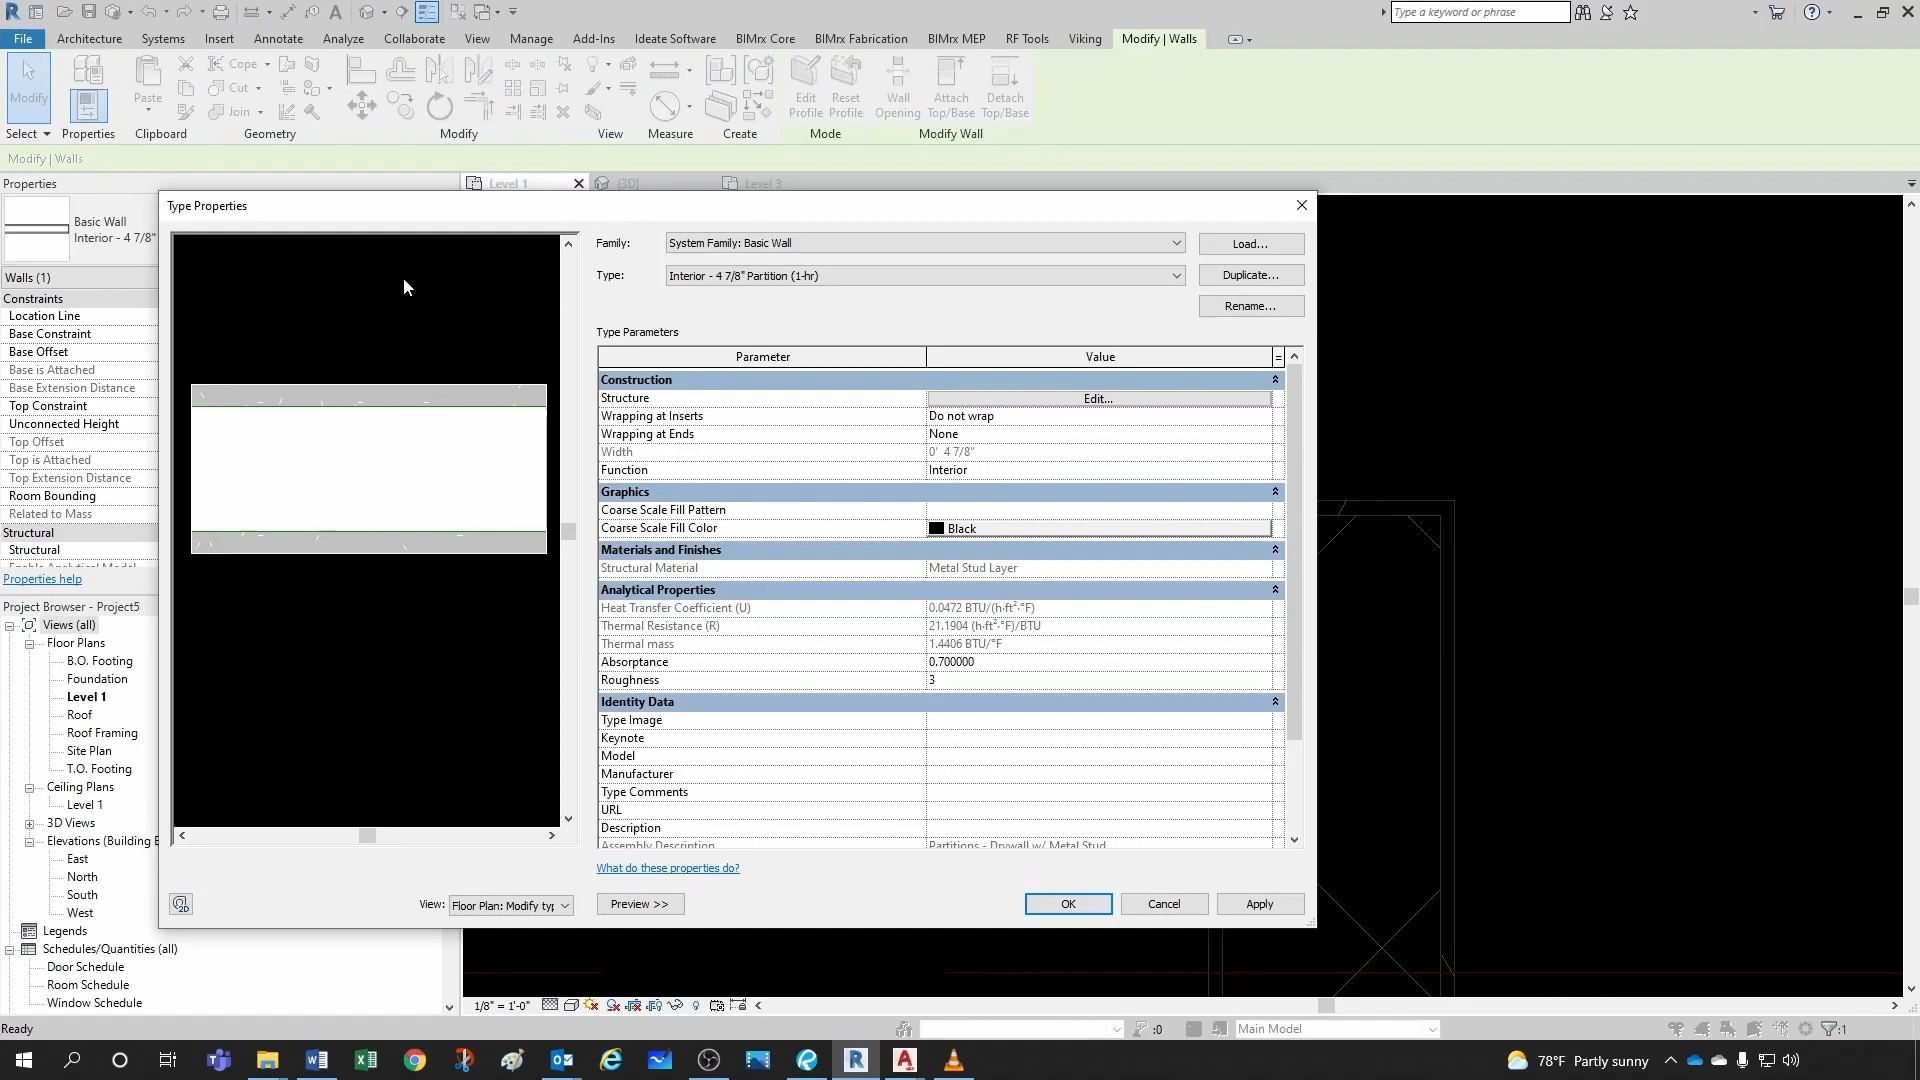 Type a keyword or phrase
File Architecture Systems Insert Annotate Analyze Collaborate View Manage Add-Ins Ideate Software BIMrx Core BIMrx Fabrication BIMrx MEP RF Tools Viking Modify | Walls
Modify Paste Cope Cut Join Edit Profile Reset Profile Wall Opening Attach Top/Base Detach Top/Base
Select Properties Clipboard Geometry Modify View Measure Create Mode Modify Wall
Modify | Walls
Properties
Level 1 {3D} Level 3
Basic Wall
Interior - 4 7/8"
Walls (1)
Constraints
Location Line
Base Constraint
Base Offset
Base is Attached
Base Extension Distance
Top Constraint
Unconnected Height
Top Offset
Top is Attached
Top Extension Distance
Room Bounding
Related to Mass
Structural
Structural
Enable Analytical Model
Properties help
Project Browser - Project5
Views (all)
Floor Plans
B.O. Footing
Foundation
Level 1
Roof
Roof Framing
Site Plan
T.O. Footing
Ceiling Plans
Level 1
3D Views
Elevations (Building E
East
North
South
West
Legends
Schedules/Quantities (all)
Door Schedule
Room Schedule
Window Schedule
Type Properties
Family: System Family: Basic Wall Load...
Type: Interior - 4 7/8" Partition (1-hr) Duplicate...
Rename...
Type Parameters
Parameter Value =
Construction
Structure Edit...
Wrapping at Inserts Do not wrap
Wrapping at Ends None
Width 0' 4 7/8"
Function Interior
Graphics
Coarse Scale Fill Pattern
Coarse Scale Fill Color Black
Materials and Finishes
Structural Material Metal Stud Layer
Analytical Properties
Heat Transfer Coefficient (U) 0.0472 BTU/(h·ft²·°F)
Thermal Resistance (R) 21.1904 (h·ft²·°F)/BTU
Thermal mass 1.4406 BTU/°F
Absorptance 0.700000
Roughness 3
Identity Data
Type Image
Keynote
Model
Manufacturer
Type Comments
URL
Description
Assembly Description Partitions - Drywall w/ Metal Stud
What do these properties do?
View: Floor Plan: Modify typ Preview >> OK Cancel Apply
1/8" = 1'-0"
Ready :0 Main Model :1
78°F Partly sunny